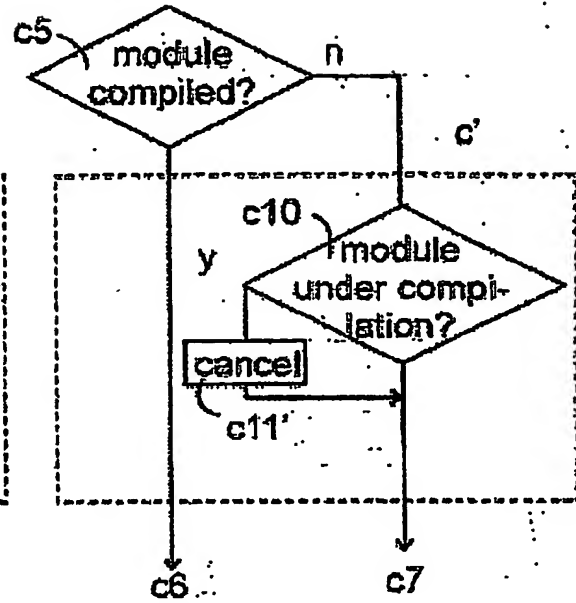 c5
module
compiled?
n
c'
c10
y
module
under compi-
lation?
cancel
c11'
c6
c7